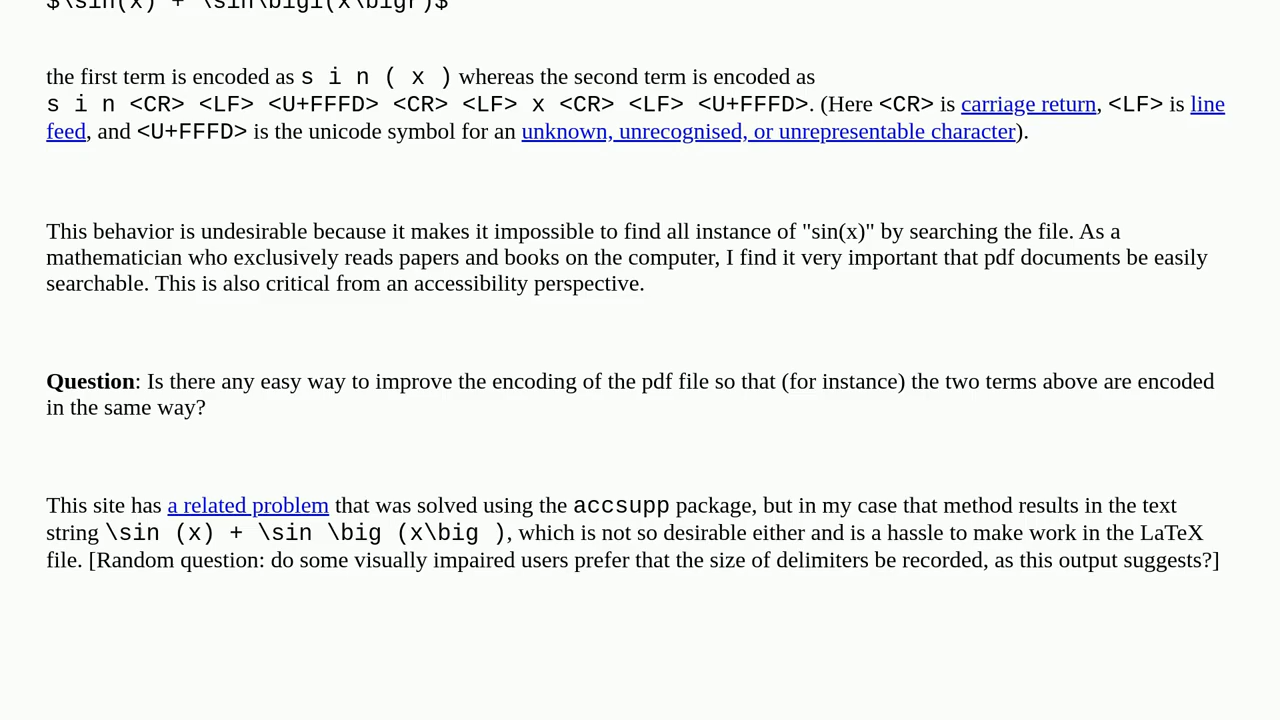 $\sin(x) + \sin\bigl(x\bigr)$
the first term is encoded as s i n ( x ) whereas the second term is encoded as
s i n <CR> <LF> <U+FFFD> <CR> <LF> x <CR> <LF> <U+FFFD>. (Here <CR> is carriage return, <LF> is line
feed, and <U+FFFD> is the unicode symbol for an unknown, unrecognised, or unrepresentable character).
This behavior is undesirable because it makes it impossible to find all instance of "sin(x)" by searching the file. As a
mathematician who exclusively reads papers and books on the computer, I find it very important that pdf documents be easily
searchable. This is also critical from an accessibility perspective.
Question: Is there any easy way to improve the encoding of the pdf file so that (for instance) the two terms above are encoded
in the same way?
This site has a related problem that was solved using the accsupp package, but in my case that method results in the text
string \sin (x) + \sin \big (x\big ), which is not so desirable either and is a hassle to make work in the LaTeX
file. [Random question: do some visually impaired users prefer that the size of delimiters be recorded, as this output suggests?]